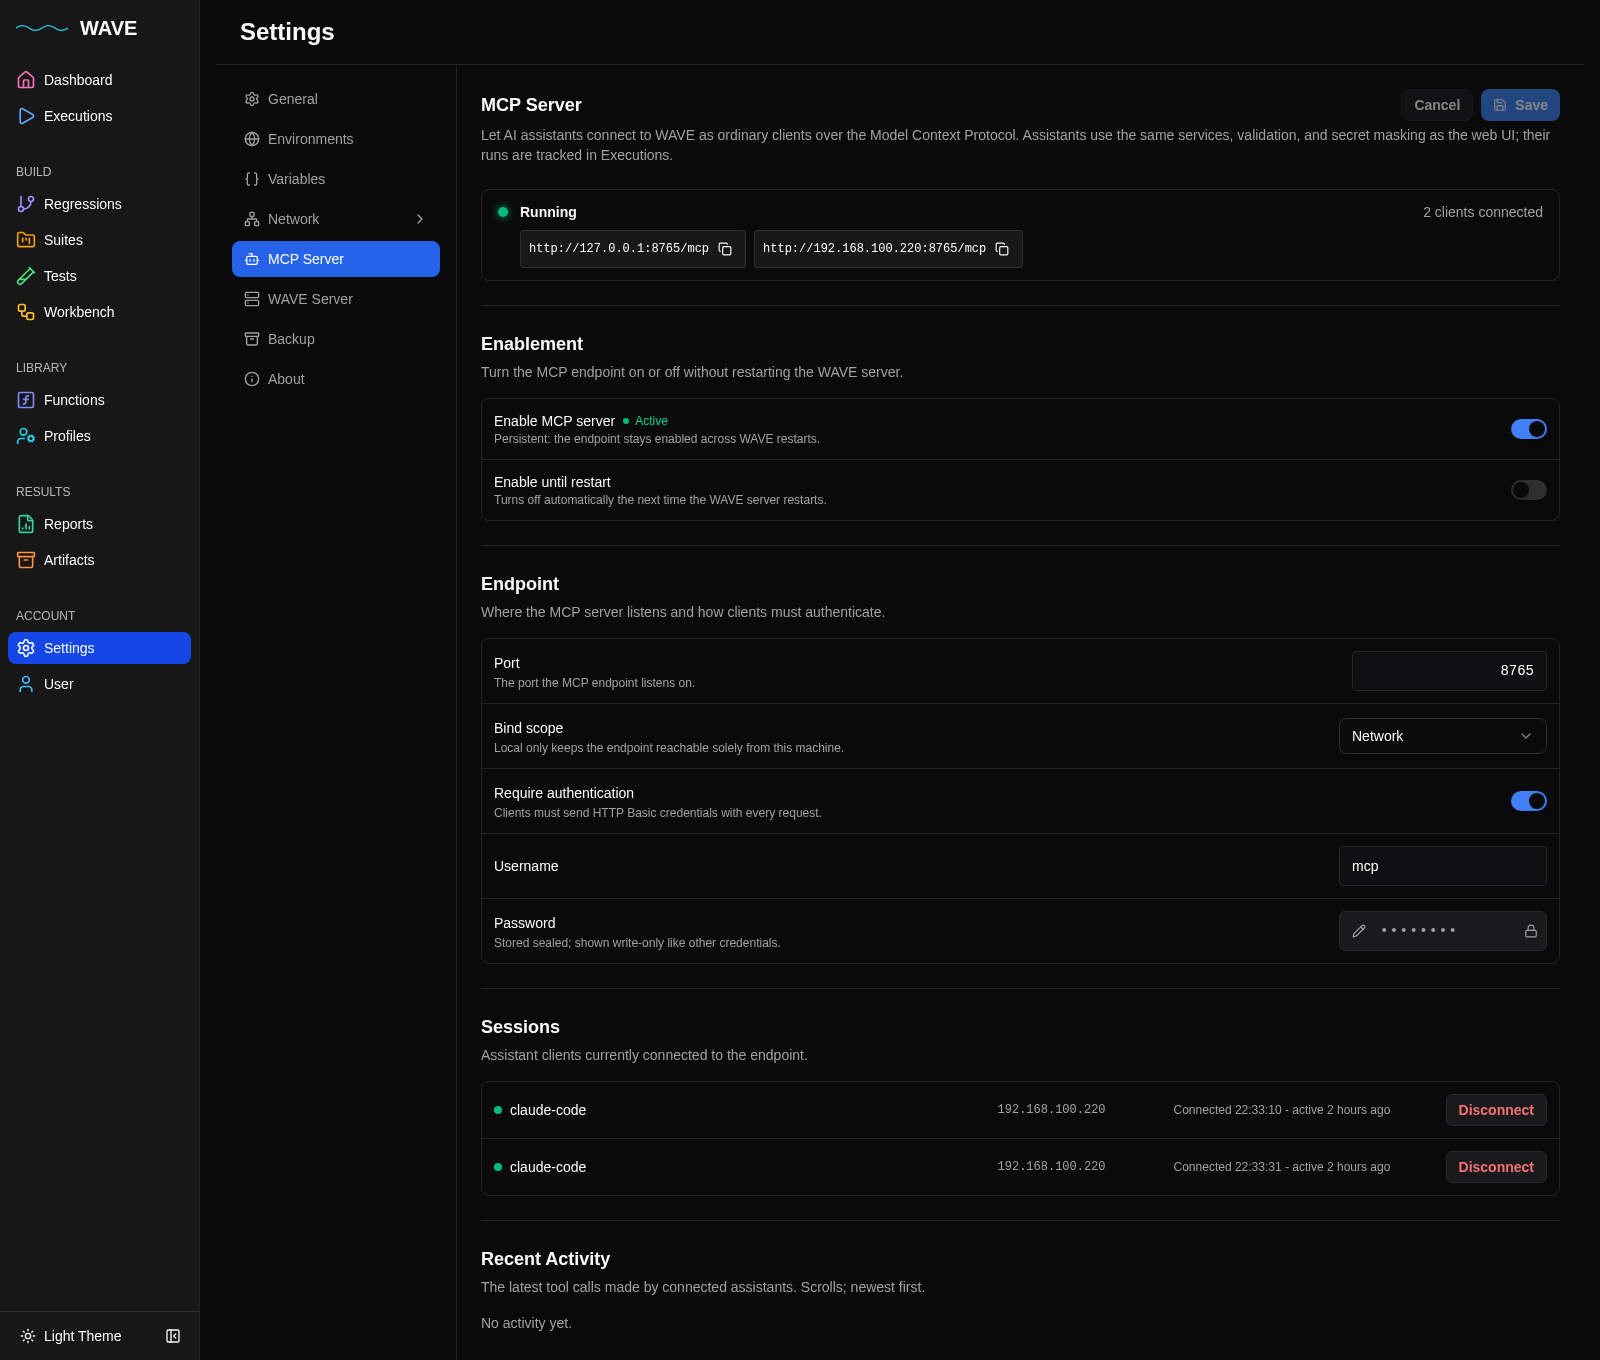 WAVE
Dashboard
Executions
BUILD
Regressions
Suites
Tests
Workbench
LIBRARY
Functions
Profiles
RESULTS
Reports
Artifacts
ACCOUNT
Settings
User
Light Theme
Settings
General
Environments
Variables
Network
MCP Server
WAVE Server
Backup
About
MCP Server
Cancel
Save
Let AI assistants connect to WAVE as ordinary clients over the Model Context Protocol. Assistants use the same services, validation, and secret masking as the web UI; their
runs are tracked in Executions.
Running
2 clients connected
http://127.0.0.1:8765/mcp
http://192.168.100.220:8765/mcp
Enablement
Turn the MCP endpoint on or off without restarting the WAVE server.
Enable MCP server
Active
Persistent: the endpoint stays enabled across WAVE restarts.
Enable until restart
Turns off automatically the next time the WAVE server restarts.
Endpoint
Where the MCP server listens and how clients must authenticate.
Port
The port the MCP endpoint listens on.
8765
Bind scope
Local only keeps the endpoint reachable solely from this machine.
Network
Require authentication
Clients must send HTTP Basic credentials with every request.
Username
mcp
Password
Stored sealed; shown write-only like other credentials.
••••••••
Sessions
Assistant clients currently connected to the endpoint.
claude-code
192.168.100.220
Connected 22:33:10 - active 2 hours ago
Disconnect
claude-code
192.168.100.220
Connected 22:33:31 - active 2 hours ago
Disconnect
Recent Activity
The latest tool calls made by connected assistants. Scrolls; newest first.
No activity yet.